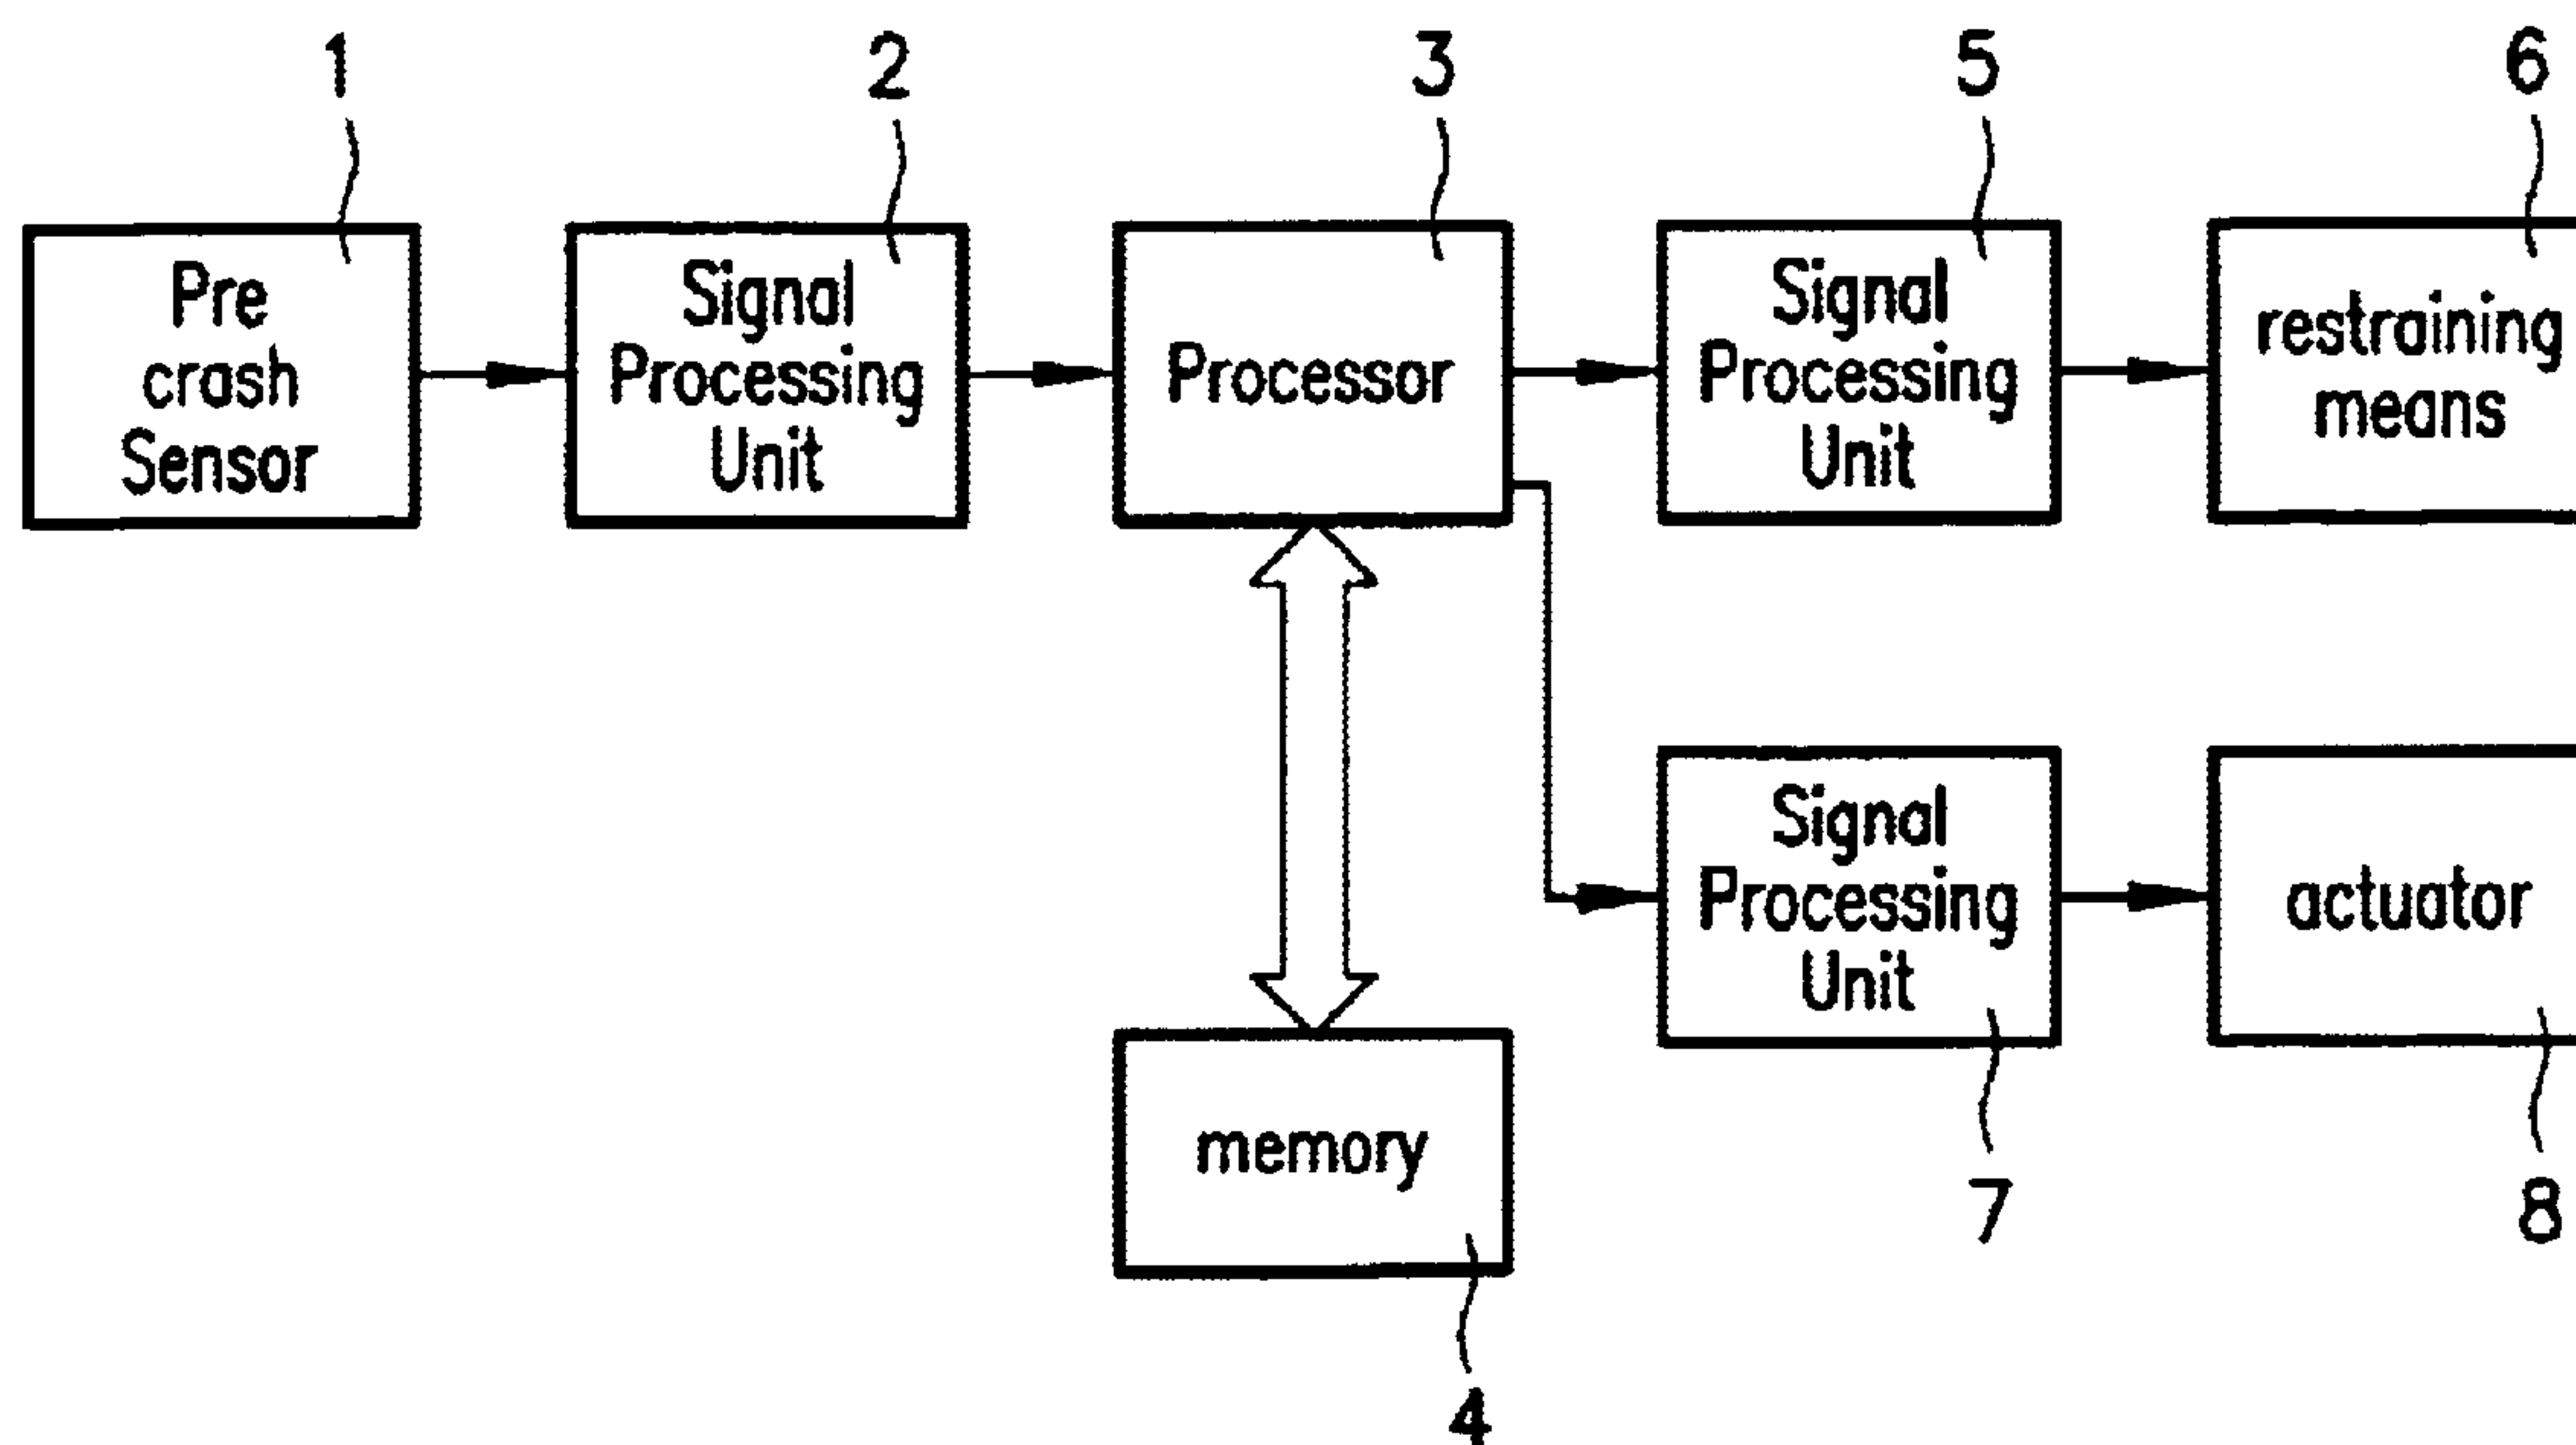 1
2
3
5
6
Pre
crash
Sensor
Signal
Processing
Unit
Processor
Signal
Processing
Unit
restraining
means
Signal
Processing
Unit
actuator
memory
7
8
4